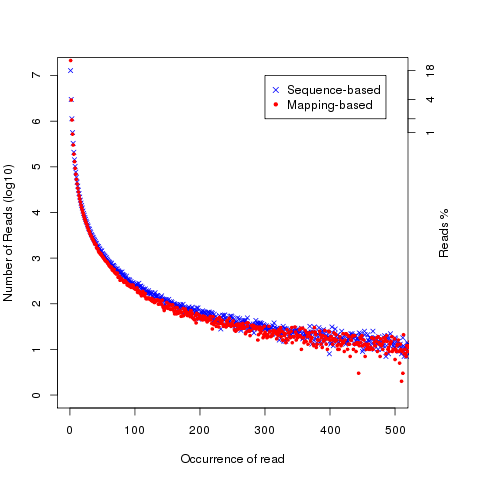 Number of Reads (log10)
7
6
5
4
3
2
1
0
Sequence-based
Mapping-based
18
4
1
Reads %
0 100 200 300 400 500
Occurrence of read